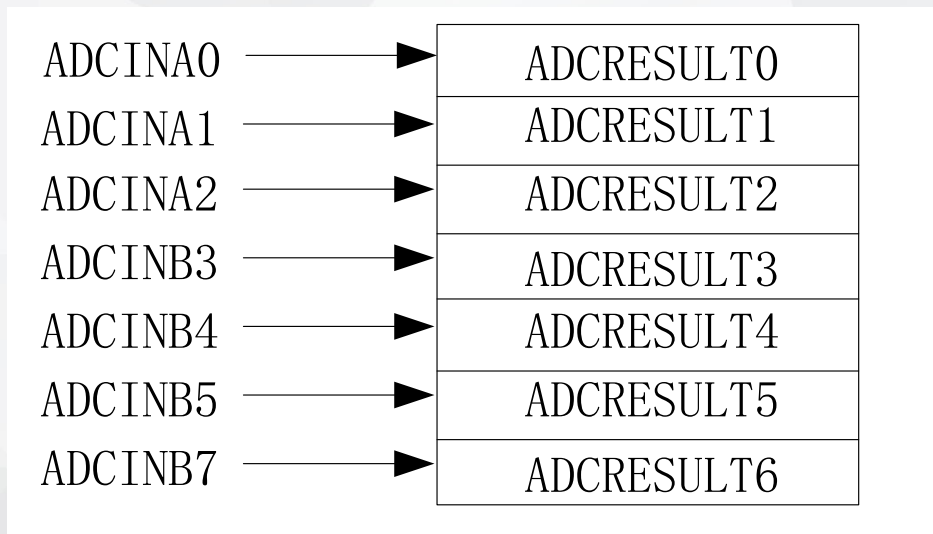 ADCINA0 ADCRESULT0
ADCINA1 ADCRESULT1
ADCINA2 ADCRESULT2
ADCINB3 ADCRESULT3
ADCINB4 ADCRESULT4
ADCINB5 ADCRESULT5
ADCINB7 ADCRESULT6